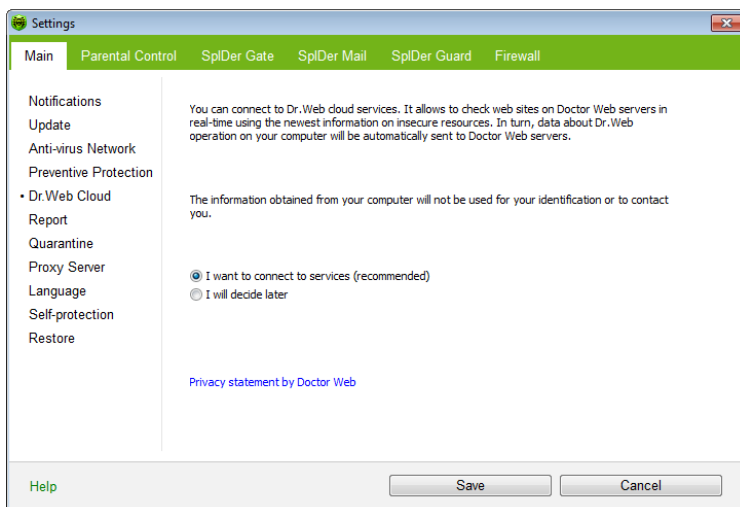 Settings
Main Parental Control SpIDer Gate SpIDer Mail SpIDer Guard Firewall
Notifications
Update
Anti-virus Network
Preventive Protection
Dr.Web Cloud
Report
Quarantine
Proxy Server
Language
Self-protection
Restore
You can connect to Dr.Web cloud services. It allows to check web sites on Doctor Web servers in
real-time using the newest information on insecure resources. In turn, data about Dr.Web
operation on your computer will be automatically sent to Doctor Web servers.
The information obtained from your computer will not be used for your identification or to contact
you.
I want to connect to services (recommended)
I will decide later
Privacy statement by Doctor Web
Help Save Cancel